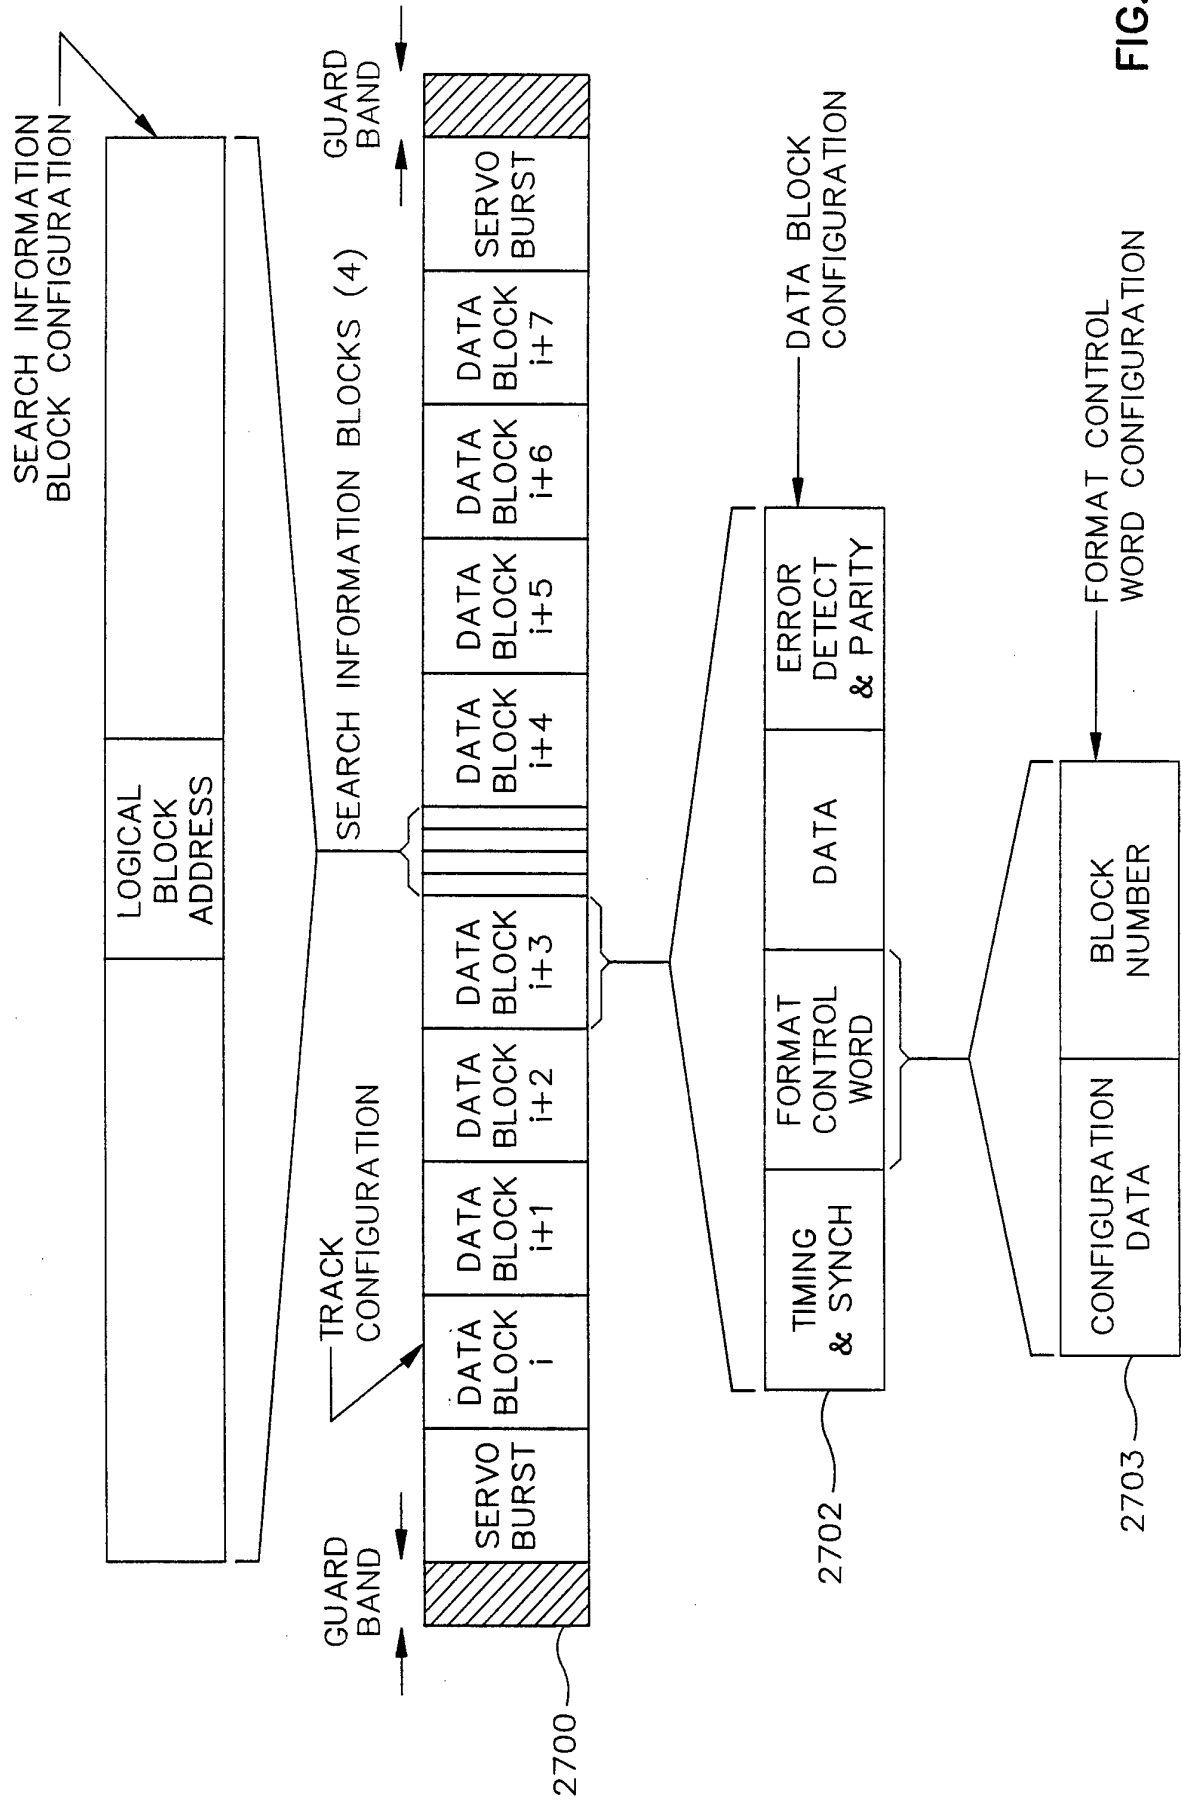 SEARCH INFORMATION
BLOCK CONFIGURATION
LOGICAL
BLOCK
ADDRESS
GUARD
BAND
TRACK
CONFIGURATION
SEARCH INFORMATION BLOCKS (4)
GUARD
BAND
SERVO
BURST
DATA
BLOCK
i
DATA
BLOCK
i+1
DATA
BLOCK
i+2
DATA
BLOCK
i+3
DATA
BLOCK
i+4
DATA
BLOCK
i+5
DATA
BLOCK
i+6
DATA
BLOCK
i+7
SERVO
BURST
2700
TIMING
& SYNCH
FORMAT
CONTROL
WORD
DATA
ERROR
DETECT
& PARITY
DATA BLOCK
CONFIGURATION
2702
CONFIGURATION
DATA
BLOCK
NUMBER
FORMAT CONTROL
WORD CONFIGURATION
2703
FIG.